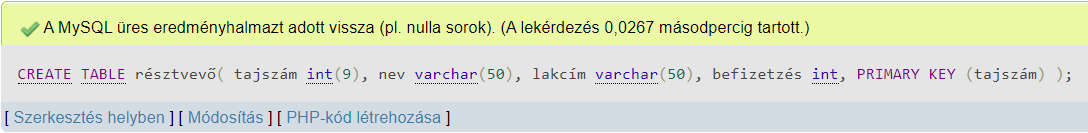 A MySQL üres eredményhalmazt adott vissza (pl. nulla sorok). (A lekérdezés 0,0267 másodpercig tartott.)
CREATE TABLE résztvevő( tajszám int(9), nev varchar(50), lakcím varchar(50), befizetzés int, PRIMARY KEY (tajszám) );
[ Szerkesztés helyben ] [ Módosítás ] [ PHP-kód létrehozása ]